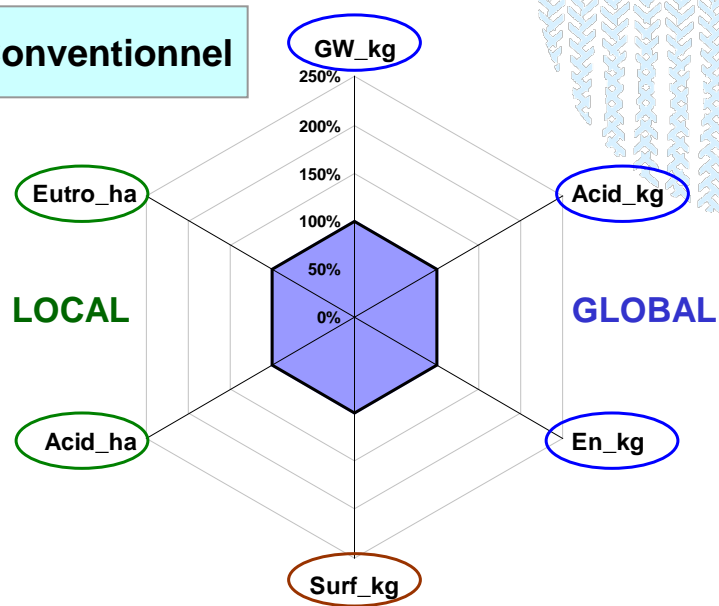 onventionnel
GW_kg
250%
200%
150%
100%
50%
0%
Eutro_ha
Acid_kg
LOCAL
GLOBAL
Acid_ha
En_kg
Surf_kg